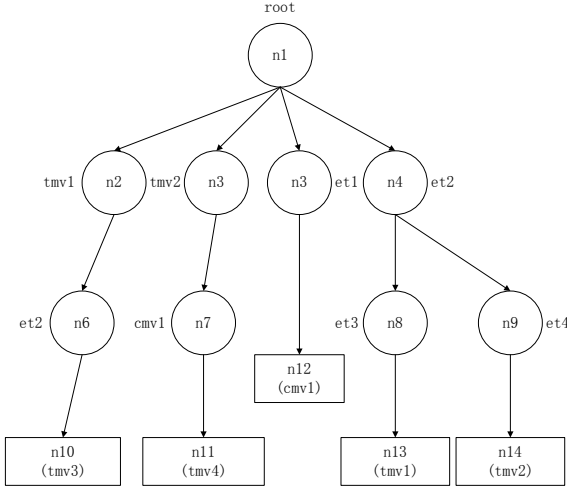 root
n1
tmv1 n2 tmv2 n3 n3 et1 n4 et2
et2 n6 cmv1 n7 et3 n8 n9 et4
n12
(cmv1)
n10 n11 n13 n14
(tmv3) (tmv4) (tmv1) (tmv2)